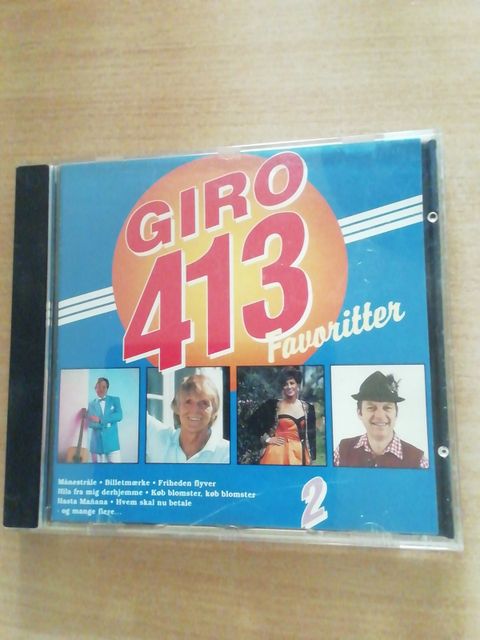 GIRO
413
Favoritter
Månestråle • Billetmærke • Friheden flyver
Hils fra mig derhjemme • Køb blomster, køb blomster
Hasta Mañana • Hvem skal nu betale
- og mange flere...
2